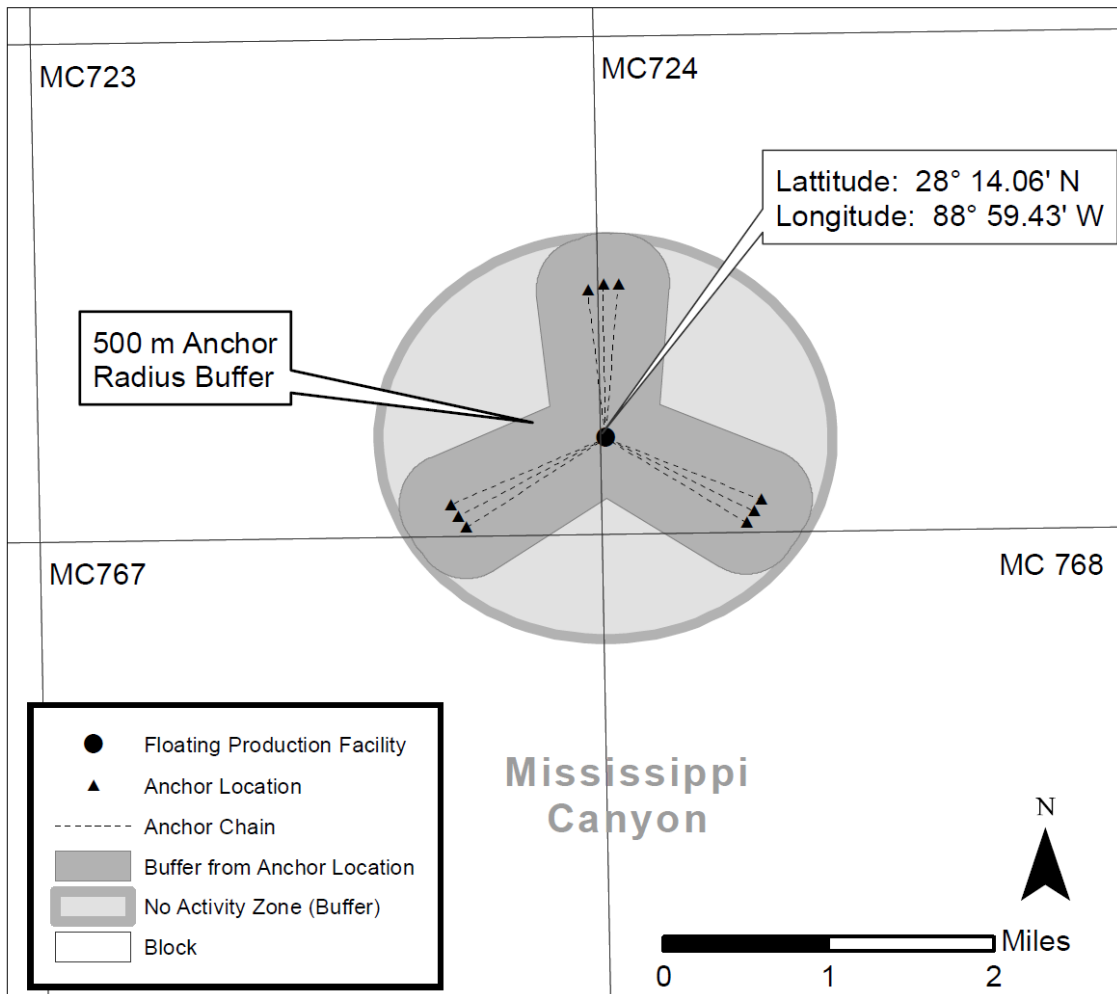 MC723
MC724
Lattitude:  28° 14.06' N
Longitude:  88° 59.43' W
500 m Anchor
Radius Buffer
MC767
MC 768
Mississippi
Canyon
Floating Production Facility
Anchor Location
Anchor Chain
Buffer from Anchor Location
No Activity Zone (Buffer)
Block
N
Miles
0 1 2